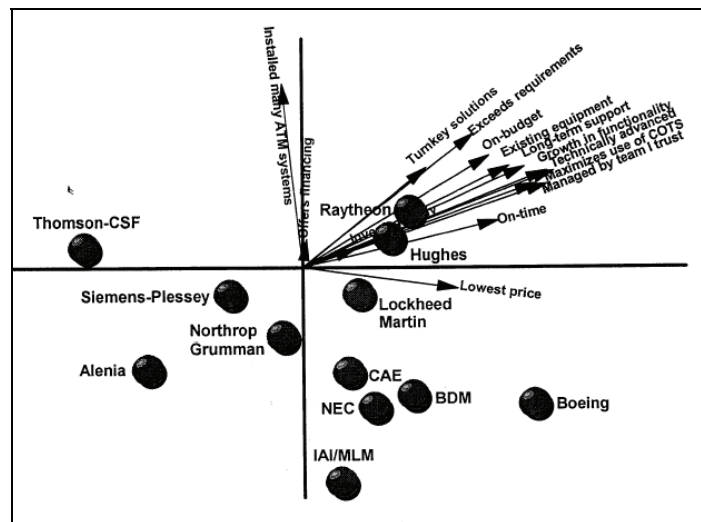 Installed many ATM systems
Offers financing
Turnkey solutions
Exceeds requirements
On-budget
Existing equipment
Long-term support
Growth in functionality
Technically advanced
Maximizes use of COTS
Managed by team I trust
On-time
Lowest price
Raytheon
Hughes
Thomson-CSF
Siemens-Plessey
Lockheed
Martin
Northrop
Grumman
Alenia
CAE
NEC
BDM
Boeing
IAI/MLM